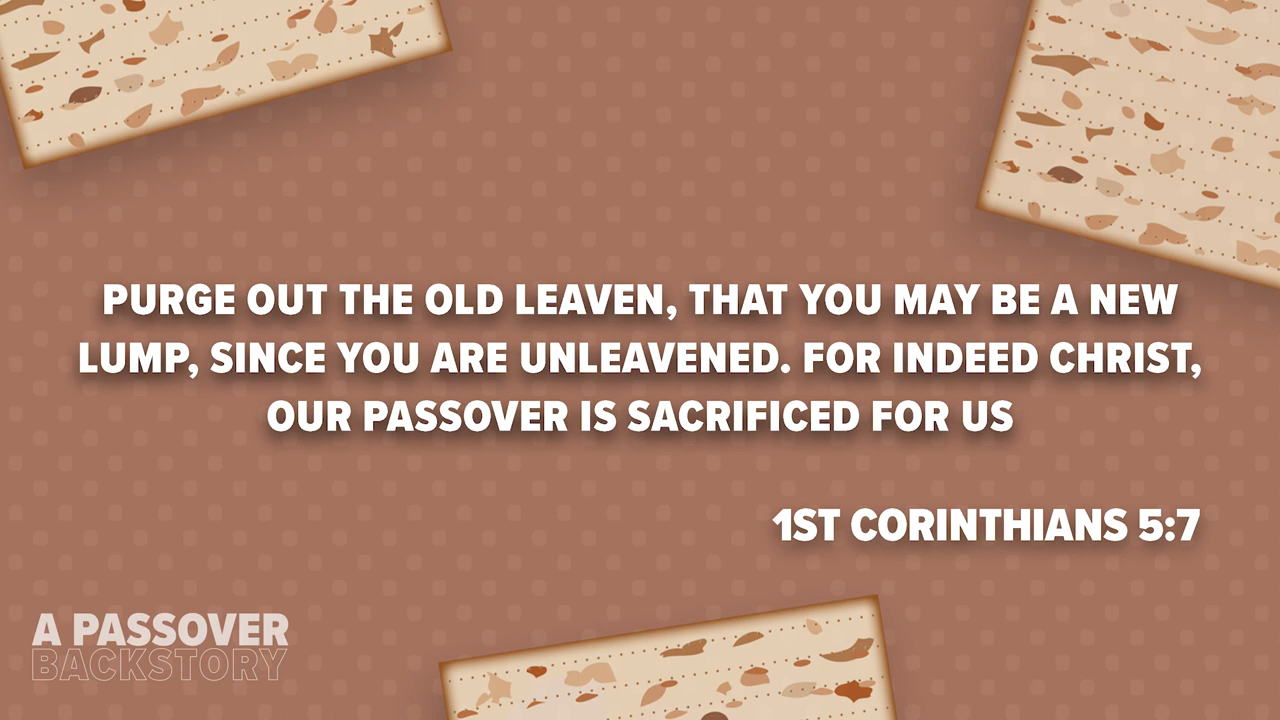 PURGE OUT THE OLD LEAVEN, THAT YOU MAY BE A NEW
LUMP, SINCE YOU ARE UNLEAVENED. FOR INDEED CHRIST,
OUR PASSOVER IS SACRIFICED FOR US
1ST CORINTHIANS 5:7
A PASSOVER
BACKSTORY